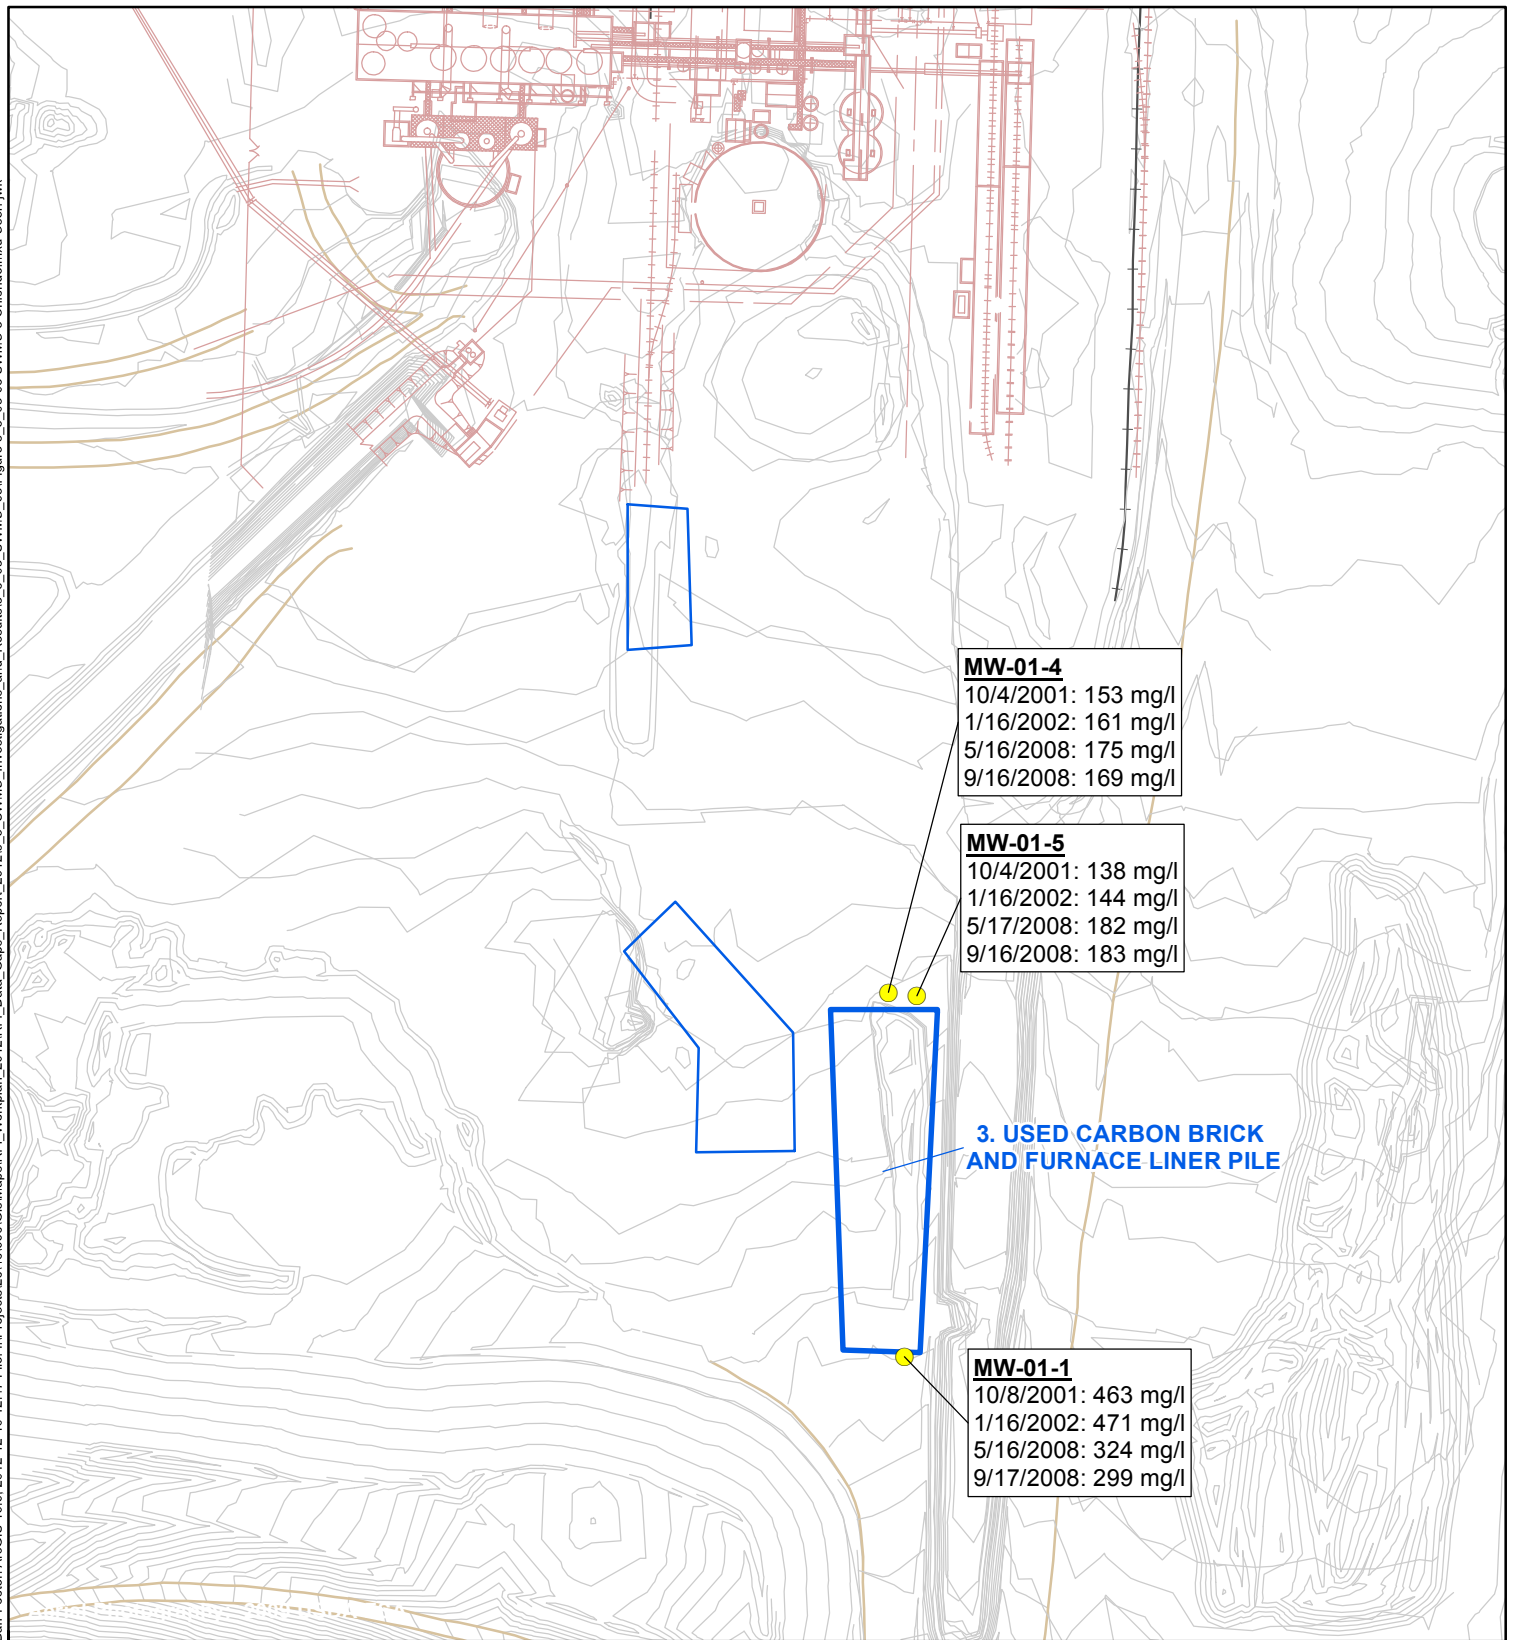 MW-01-4
10/4/2001: 153 mg/l
1/16/2002: 161 mg/l
5/16/2008: 175 mg/l
9/16/2008: 169 mg/l
MW-01-5
10/4/2001: 138 mg/l
1/16/2002: 144 mg/l
5/17/2008: 182 mg/l
9/16/2008: 183 mg/l
3. USED CARBON BRICK
AND FURNACE LINER PILE
MW-01-1
10/8/2001: 463 mg/l
1/16/2002: 471 mg/l
5/16/2008: 324 mg/l
9/17/2008: 299 mg/l